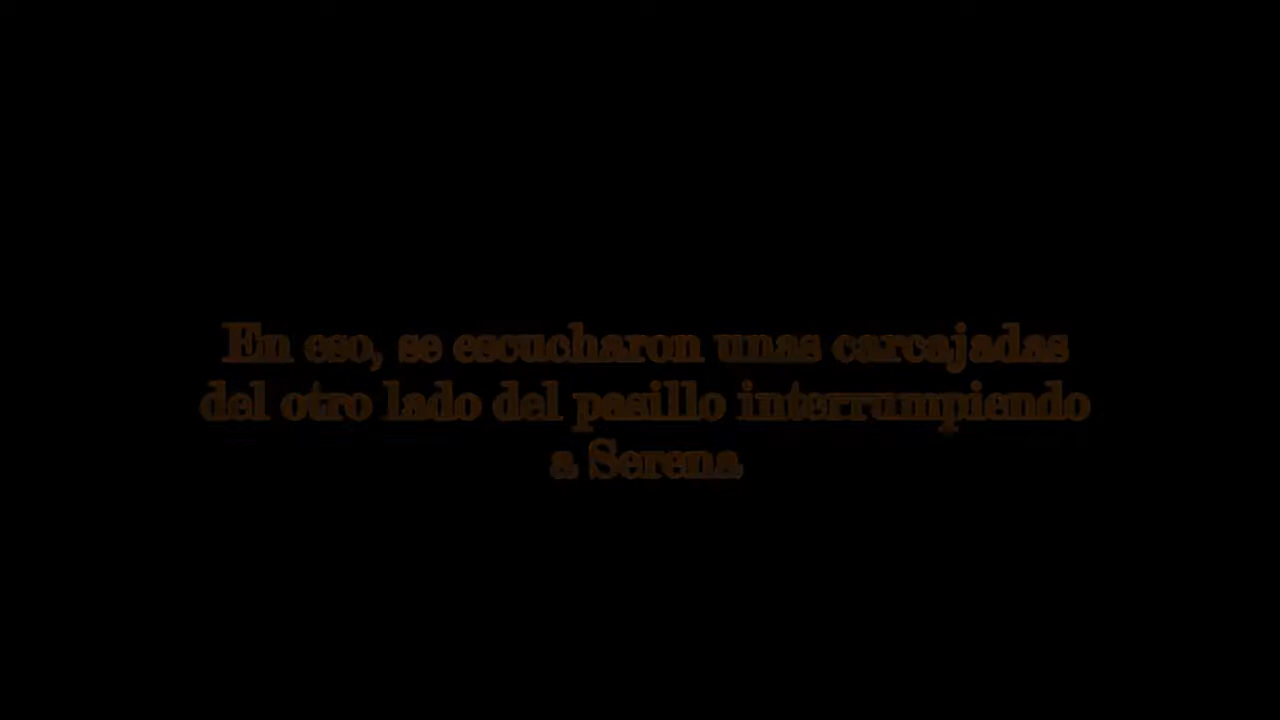 En eso, se escucharon unas carcajadas
del otro lado del pasillo interrumpiendo
a Serena